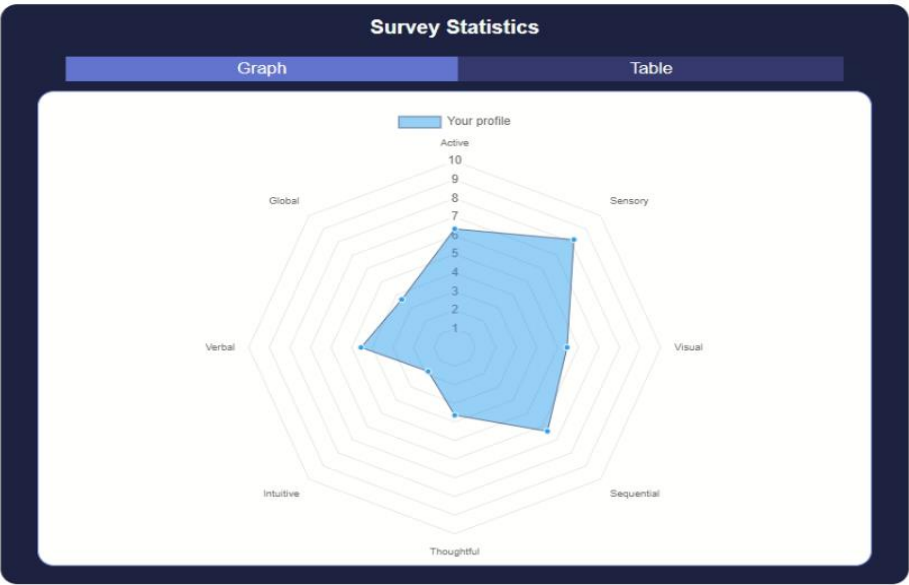 Survey Statistics
Graph Table
Your profile
Active
10
9
Global 8 Sensory
7
6
5
4
3
2
1
Verbal Visual
Intuitive Sequential
Thoughtful